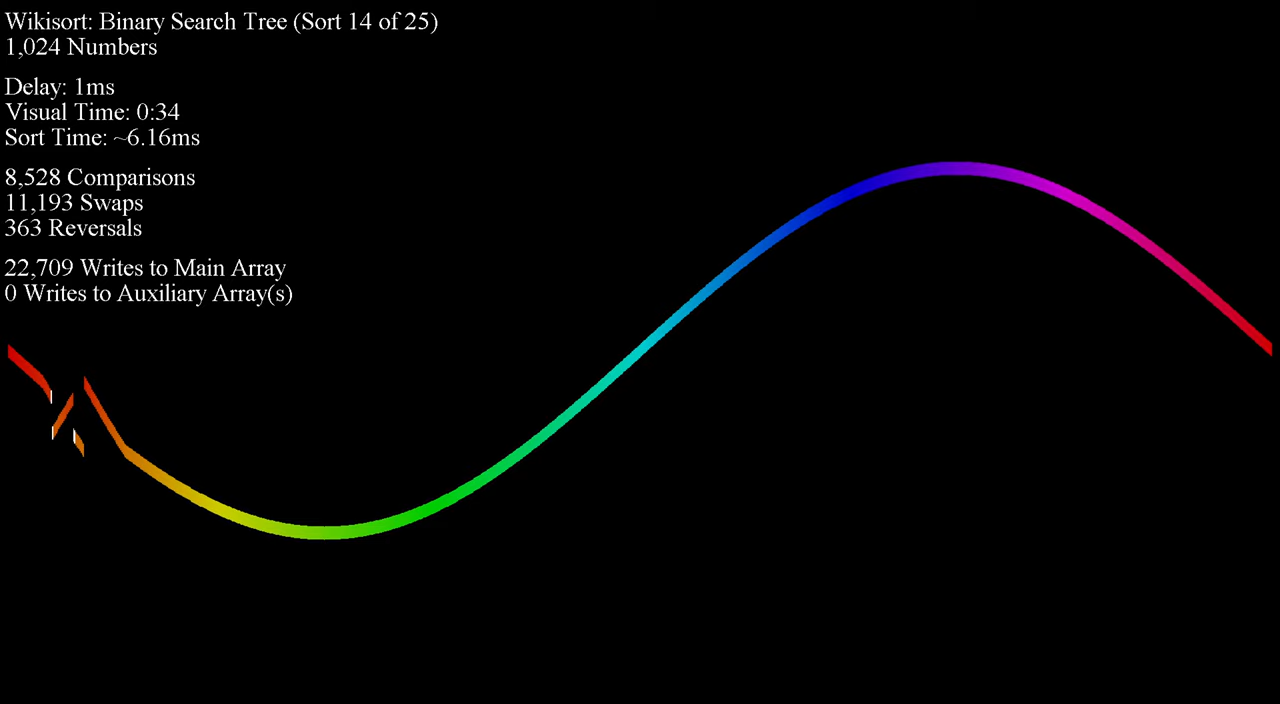 Wikisort: Binary Search Tree (Sort 14 of 25)
1,024 Numbers
Delay: 1ms
Visual Time: 0:34
Sort Time: ~6.16ms
8,528 Comparisons
11,193 Swaps
363 Reversals
22,709 Writes to Main Array
0 Writes to Auxiliary Array(s)